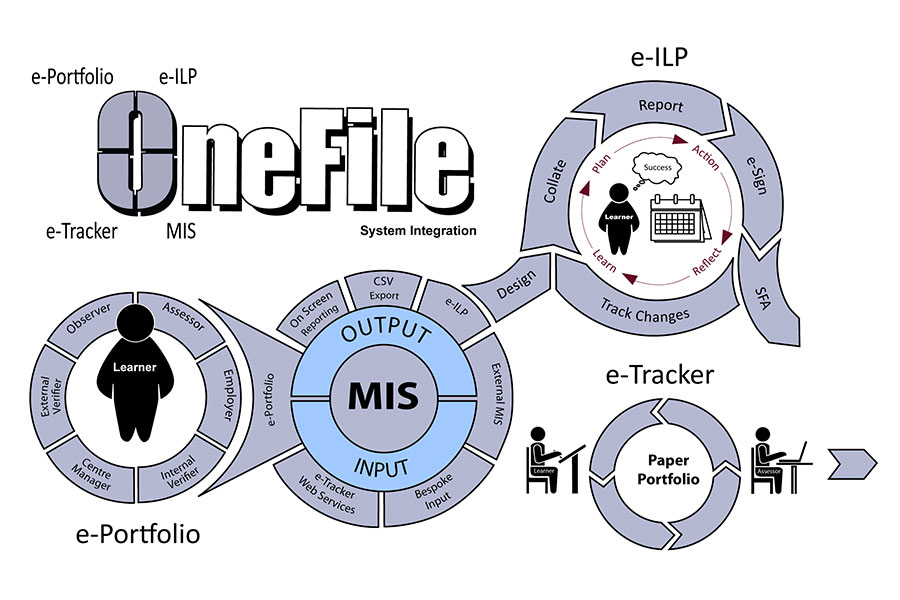 e-Portfolio
e-ILP
OneFile
e-Tracker
MIS
System Integration
e-ILP
Collate
Report
e-Sign
SFA
Track Changes
Design
Plan
Action
Reflect
Learn
Success
Learner
Observer
Assessor
Employer
Internal
Verifier
Centre
Manager
External
Verifier
Learner
e-Portfolio
e-Portfolio
On Screen
Reporting
CSV
Export
e-ILP
External MIS
Bespoke
Input
e-Tracker
Web Services
OUTPUT
MIS
INPUT
e-Tracker
Learner
Paper
Portfolio
Assessor